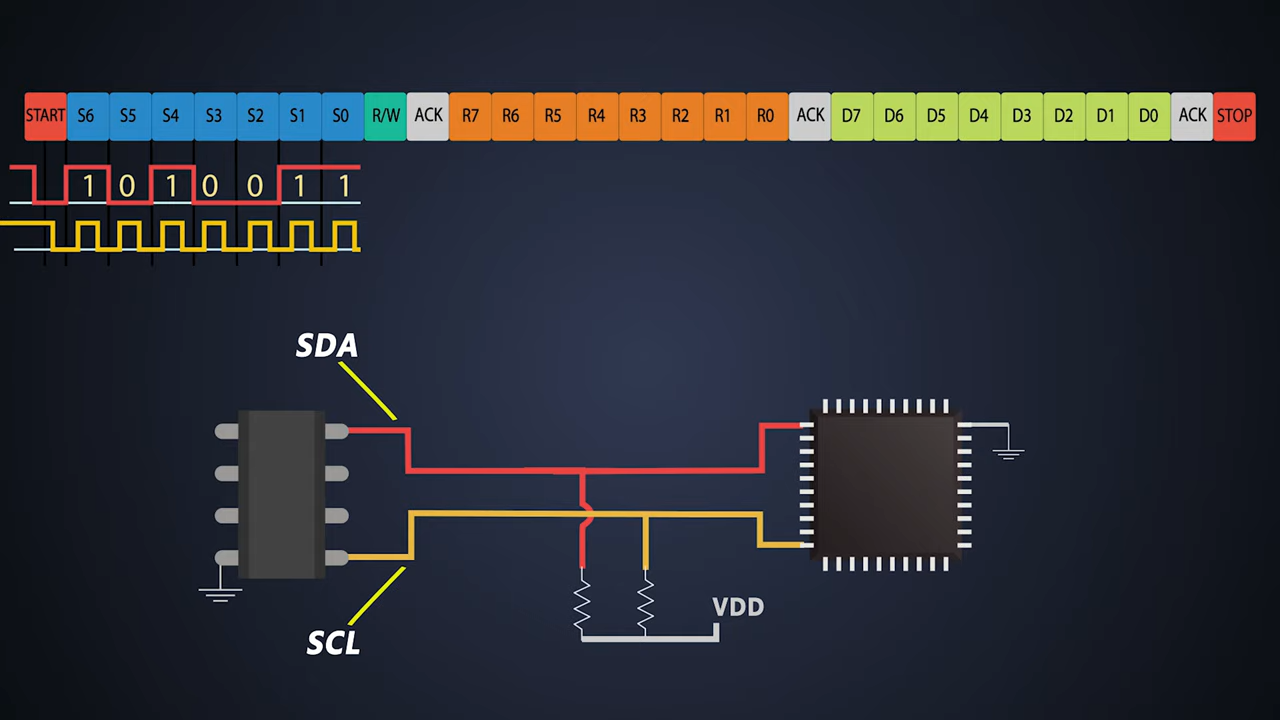 START S6 S5 S4 S3 S2 S1 S0 R/W ACK R7 R6 R5 R4 R3 R2 R1 R0 ACK D7 D6 D5 D4 D3 D2 D1 D0 ACK STOP
1 0 1 0 0 1 1
SDA
VDD
SCL